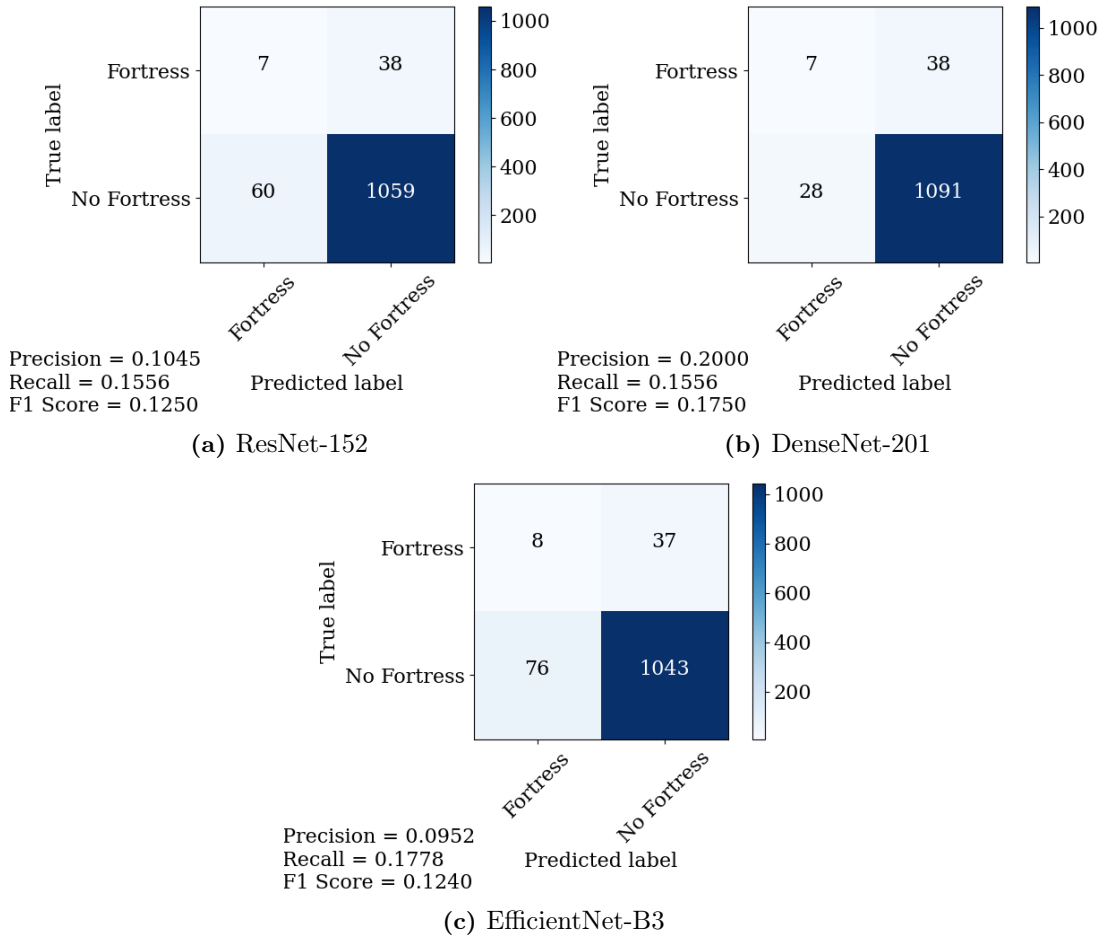 True label
Fortress
No Fortress
7
38
60
1059
1000
800
600
400
200
Fortress
No Fortress
Predicted label
Precision = 0.1045
Recall = 0.1556
F1 Score = 0.1250
(a) ResNet-152
True label
Fortress
No Fortress
7
38
28
1091
1000
800
600
400
200
Fortress
No Fortress
Predicted label
Precision = 0.2000
Recall = 0.1556
F1 Score = 0.1750
(b) DenseNet-201
True label
Fortress
No Fortress
8
37
76
1043
1000
800
600
400
200
Fortress
No Fortress
Predicted label
Precision = 0.0952
Recall = 0.1778
F1 Score = 0.1240
(c) EfficientNet-B3